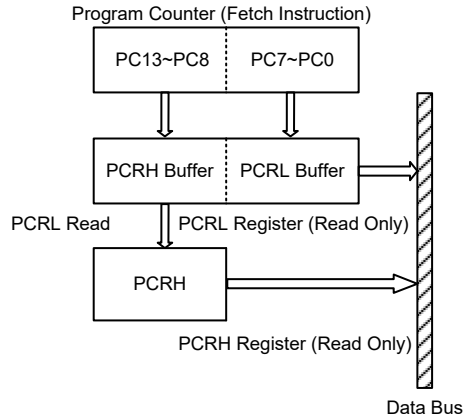 Program Counter (Fetch Instruction)
PC13~PC8
PC7~PC0
PCRH Buffer
PCRL Buffer
PCRL Read
PCRL Register (Read Only)
PCRH
PCRH Register (Read Only)
Data Bus